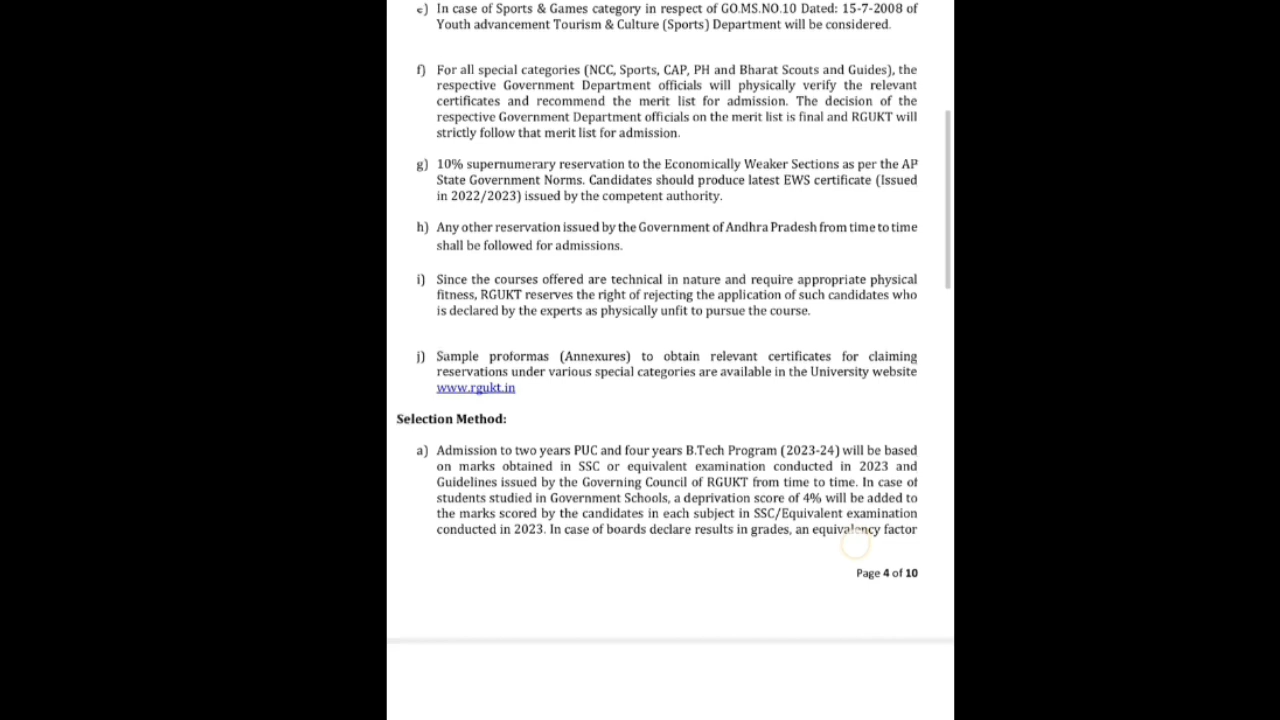 e) In case of Sports & Games category in respect of GO.MS.NO.10 Dated: 15-7-2008 of
Youth advancement Tourism & Culture (Sports) Department will be considered.
f) For all special categories (NCC, Sports, CAP, PH and Bharat Scouts and Guides), the
respective Government Department officials will physically verify the relevant
certificates and recommend the merit list for admission. The decision of the
respective Government Department officials on the merit list is final and RGUKT will
strictly follow that merit list for admission.
g) 10% supernumerary reservation to the Economically Weaker Sections as per the AP
State Government Norms. Candidates should produce latest EWS certificate (Issued
in 2022/2023) issued by the competent authority.
h) Any other reservation issued by the Government of Andhra Pradesh from time to time
shall be followed for admissions.
i) Since the courses offered are technical in nature and require appropriate physical
fitness, RGUKT reserves the right of rejecting the application of such candidates who
is declared by the experts as physically unfit to pursue the course.
j) Sample proformas (Annexures) to obtain relevant certificates for claiming
reservations under various special categories are available in the University website
www.rgukt.in
Selection Method:
a) Admission to two years PUC and four years B.Tech Program (2023-24) will be based
on marks obtained in SSC or equivalent examination conducted in 2023 and
Guidelines issued by the Governing Council of RGUKT from time to time. In case of
students studied in Government Schools, a deprivation score of 4% will be added to
the marks scored by the candidates in each subject in SSC/Equivalent examination
conducted in 2023. In case of boards declare results in grades, an equivalency factor
Page 4 of 10